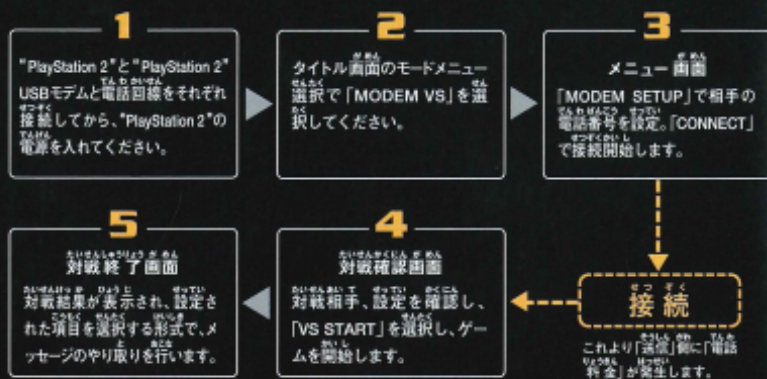 1
"PlayStation 2"と"PlayStation 2"
USBモデムと電話回線をそれぞれ
接続してから、"PlayStation 2"の
電源を入れてください。
2
タイトル画面のモードメニュー
選択で「MODEM VS」を選
択してください。
3
メニュー画面
「MODEM SETUP」で相手の
電話番号を設定。「CONNECT」
で接続開始します。
接続
これより「送信」側に「電話
料金」が発生します。
4
対戦確認画面
対戦相手、設定を確認し、
「VS START」を選択し、ゲー
ムを開始します。
5
対戦終了画面
対戦結果が表示され、設定さ
れた項目を選択する形式で、メ
ッセージのやり取りを行います。